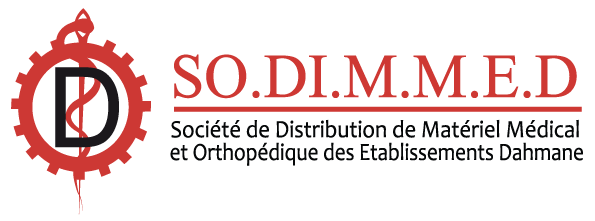 D
SO.DI.M.M.E.D
Société de Distribution de Matériel Médical
et Orthopédique des Etablissements Dahmane